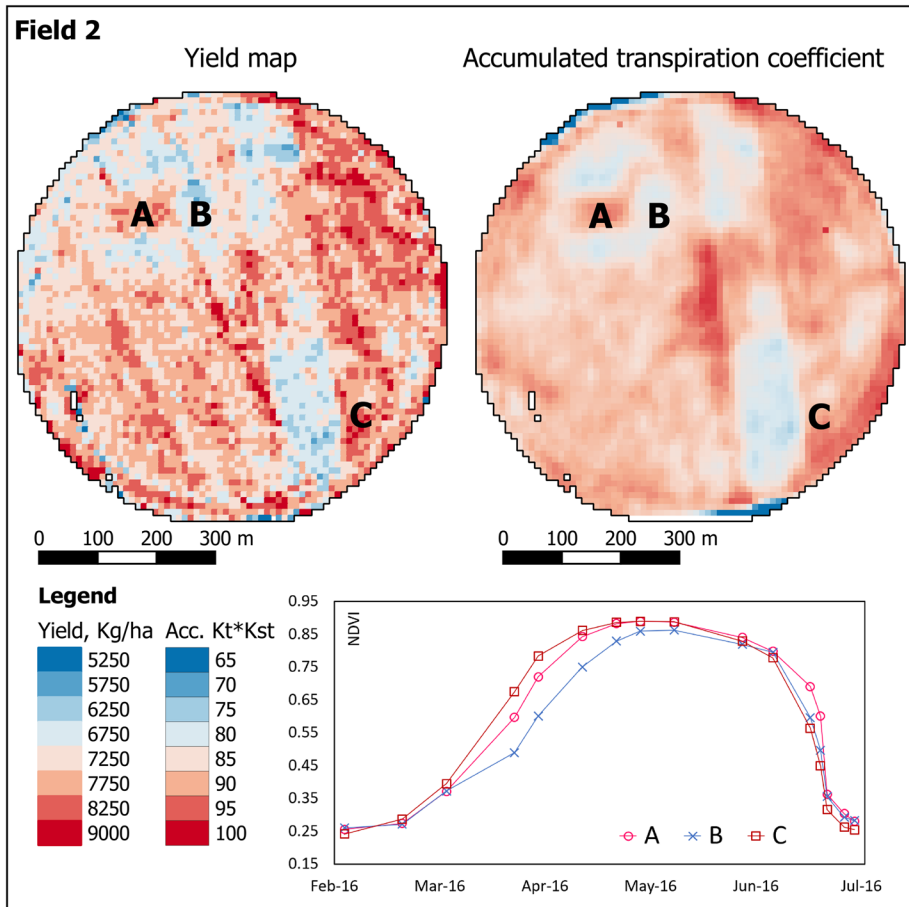 Field 2
Yield map Accumulated transpiration coefficient
A B C
A B C
0 100 200 300 m 0 100 200 300 m
Legend
Yield, Kg/ha Acc. Kt*Kst
5250 65
5750 70
6250 75
6750 80
7250 85
7750 90
8250 95
9000 100
NDVI
0.95
0.85
0.75
0.65
0.55
0.45
0.35
0.25
0.15
A B C
Feb-16 Mar-16 Apr-16 May-16 Jun-16 Jul-16